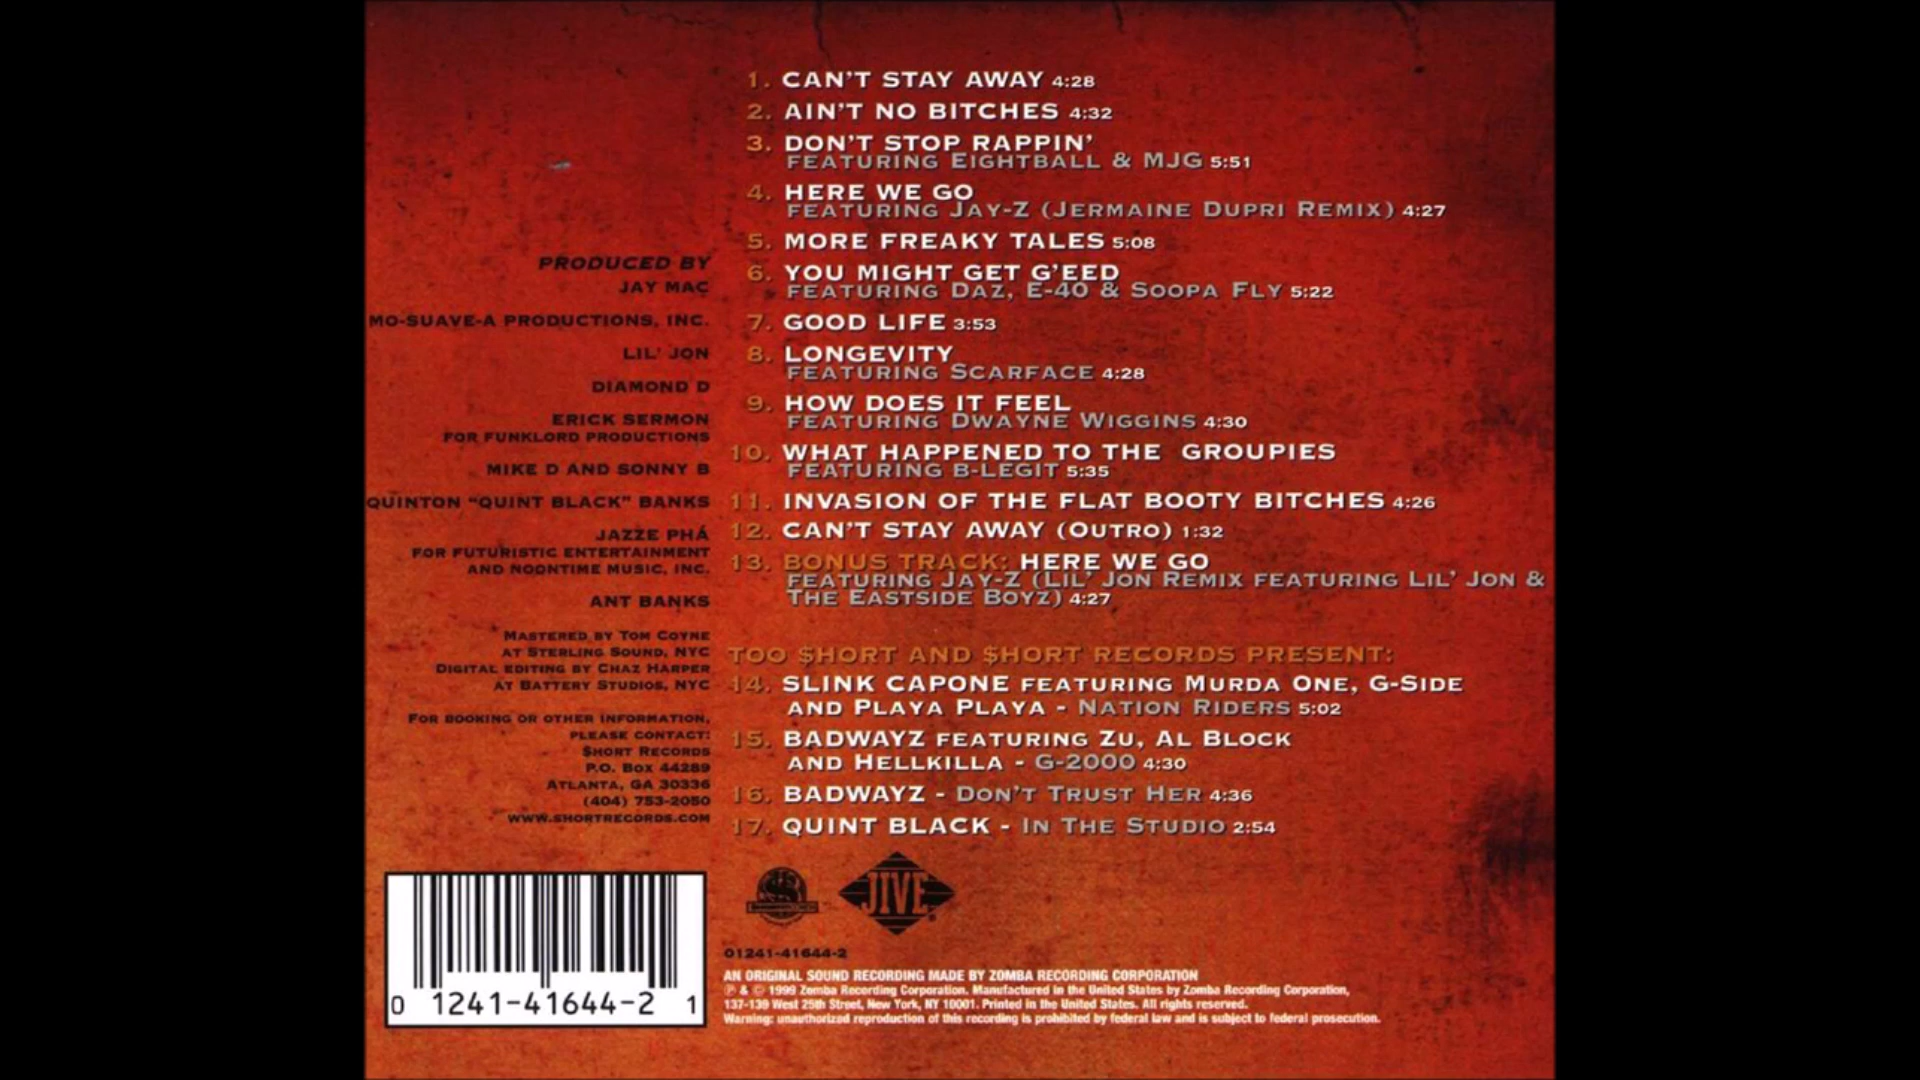 1. CAN'T STAY AWAY 4:28
2. AIN'T NO BITCHES 4:32
3. DON'T STOP RAPPIN'
FEATURING EIGHTBALL & MJG 5:51
4. HERE WE GO
FEATURING JAY-Z (JERMAINE DUPRI REMIX) 4:27
5. MORE FREAKY TALES 5:08
6. YOU MIGHT GET G'EED
FEATURING DAZ, E-40 & SOOPA FLY 5:22
7. GOOD LIFE 3:53
8. LONGEVITY
FEATURING SCARFACE 4:28
9. HOW DOES IT FEEL
FEATURING DWAYNE WIGGINS 4:30
10. WHAT HAPPENED TO THE GROUPIES
FEATURING B-LEGIT 5:35
11. INVASION OF THE FLAT BOOTY BITCHES 4:26
12. CAN'T STAY AWAY (OUTRO) 1:32
13. BONUS TRACK: HERE WE GO
FEATURING JAY-Z (LIL' JON REMIX FEATURING LIL' JON &
THE EASTSIDE BOYZ) 4:27
TOO $HORT AND $HORT RECORDS PRESENT:
14. SLINK CAPONE FEATURING MURDA ONE, G-SIDE
AND PLAYA PLAYA - NATION RIDERS 5:02
15. BADWAYZ FEATURING ZU, AL BLOCK
AND HELLKILLA - G-2000 4:30
16. BADWAYZ - DON'T TRUST HER 4:36
17. QUINT BLACK - IN THE STUDIO 2:54
PRODUCED BY
JAY MAC
MO-SUAVE-A PRODUCTIONS, INC.
LIL' JON
DIAMOND D
ERICK SERMON
FOR FUNKLORD PRODUCTIONS
MIKE D AND SONNY B
QUINTON "QUINT BLACK" BANKS
JAZZE PHÁ
FOR FUTURISTIC ENTERTAINMENT
AND NOONTIME MUSIC, INC.
ANT BANKS
MASTERED BY TOM COYNE
AT STERLING SOUND, NYC
DIGITAL EDITING BY CHAZ HARPER
AT BATTERY STUDIOS, NYC
FOR BOOKING OR OTHER INFORMATION,
PLEASE CONTACT:
$HORT RECORDS
P.O. BOX 44289
ATLANTA, GA 30336
(404) 753-2050
WWW.SHORTRECORDS.COM
0 1241-41644-2 1
JIVE
01241-41644-2
AN ORIGINAL SOUND RECORDING MADE BY ZOMBA RECORDING CORPORATION
℗ & © 1999 Zomba Recording Corporation. Manufactured in the United States by Zomba Recording Corporation,
137-139 West 25th Street, New York, NY 10001. Printed in the United States. All rights reserved.
Warning: unauthorized reproduction of this recording is prohibited by federal law and is subject to federal prosecution.